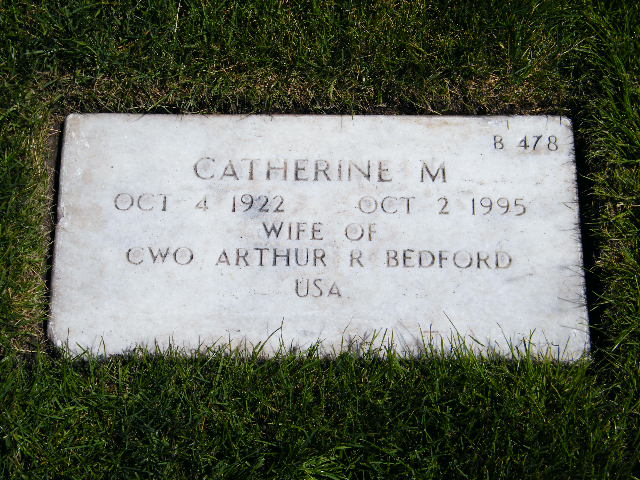 B 478
CATHERINE M
OCT 4 1922 OCT 2 1995
WIFE OF
CWO ARTHUR R BEDFORD
USA